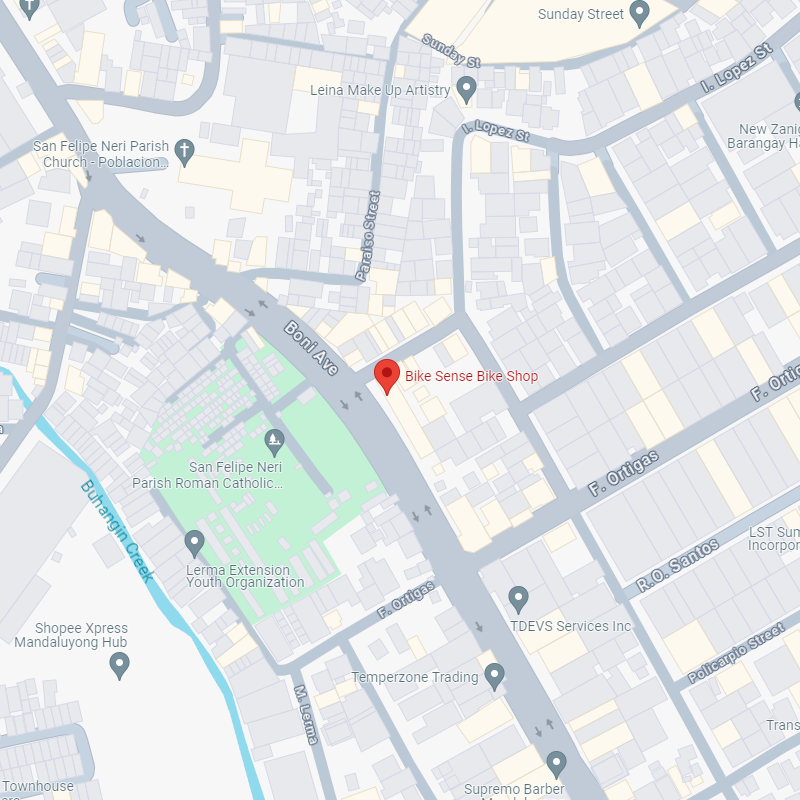 Sunday Street
Sunday St
I. Lopez St
Leina Make Up Artistry
I. Lopez St
New Zani
Barangay Ha
San Felipe Neri Parish
Church - Poblacion...
Paraiso Street
Boni Ave
Bike Sense Bike Shop
F. Ortig
San Felipe Neri
Parish Roman Catholic...
F. Ortigas
Buhangin Creek
LST Sum
Incorpor
R.O. Santos
Lerma Extension
Youth Organization
F. Ortigas
TDEVS Services Inc
Shopee Xpress
Mandaluyong Hub
Policarpio Street
Temperzone Trading
M. Lerma
Trans
Townhouse
Supremo Barber